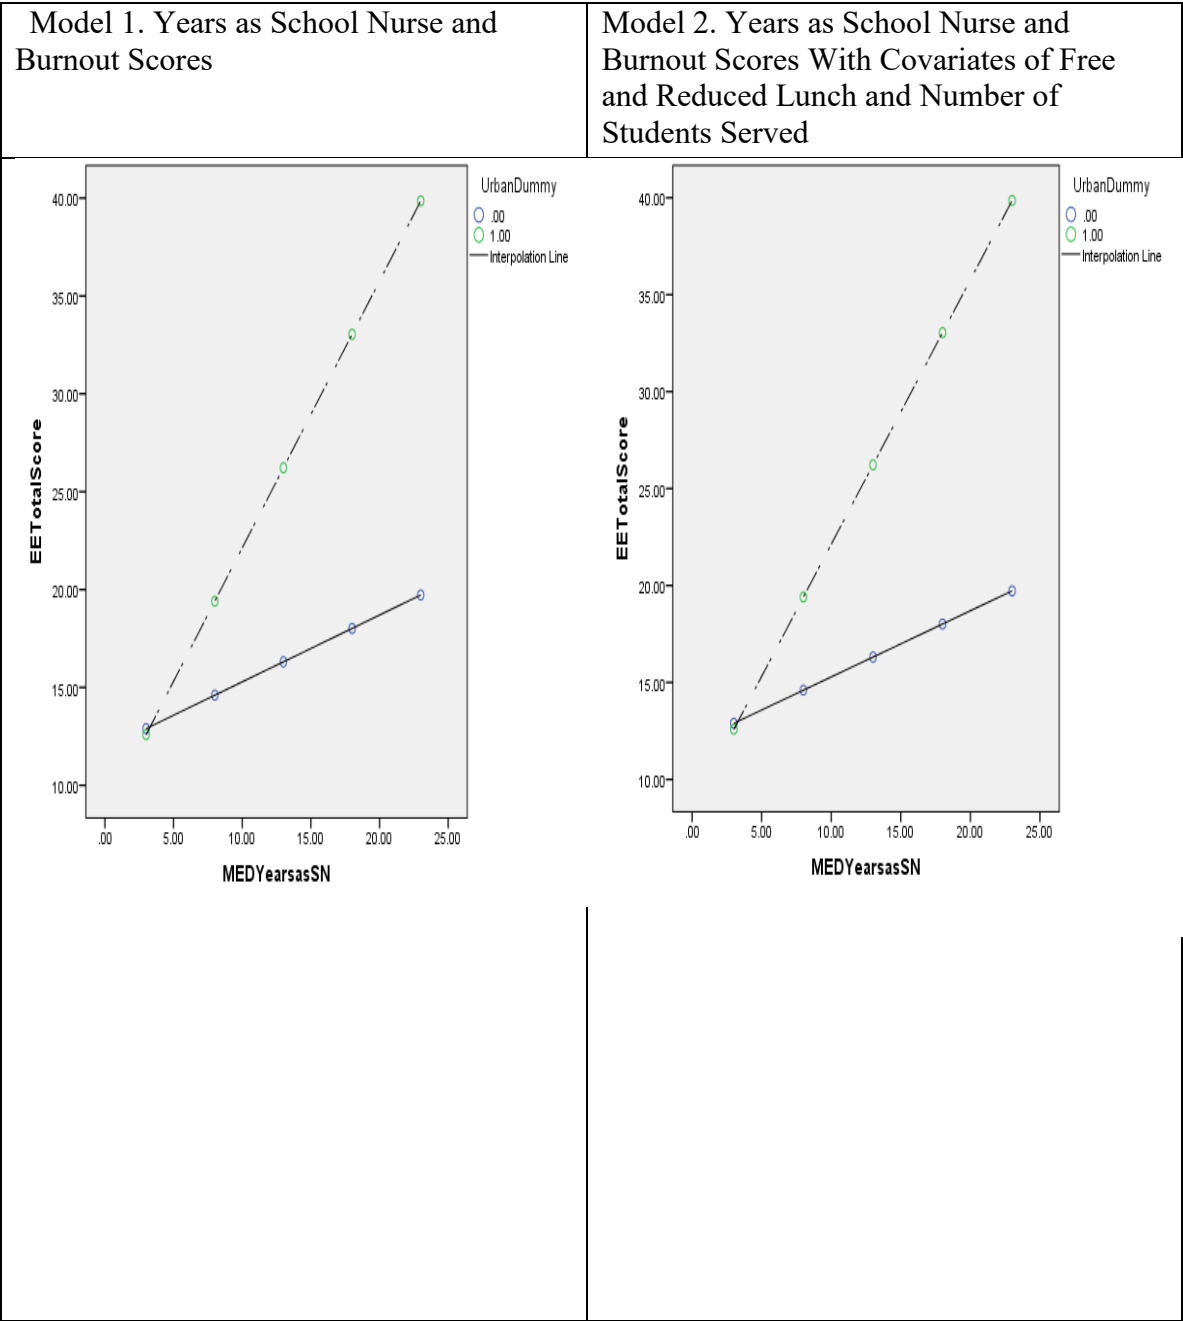 Model 1. Years as School Nurse and
Burnout Scores
Model 2. Years as School Nurse and
Burnout Scores With Covariates of Free
and Reduced Lunch and Number of
Students Served
40.00
35.00
30.00
25.00
20.00
15.00
10.00
EETotalScore
.00 5.00 10.00 15.00 20.00 25.00
MEDYearsasSN
UrbanDummy
.00
1.00
Interpolation Line
40.00
35.00
30.00
25.00
20.00
15.00
10.00
EETotalScore
.00 5.00 10.00 15.00 20.00 25.00
MEDYearsasSN
UrbanDummy
.00
1.00
Interpolation Line